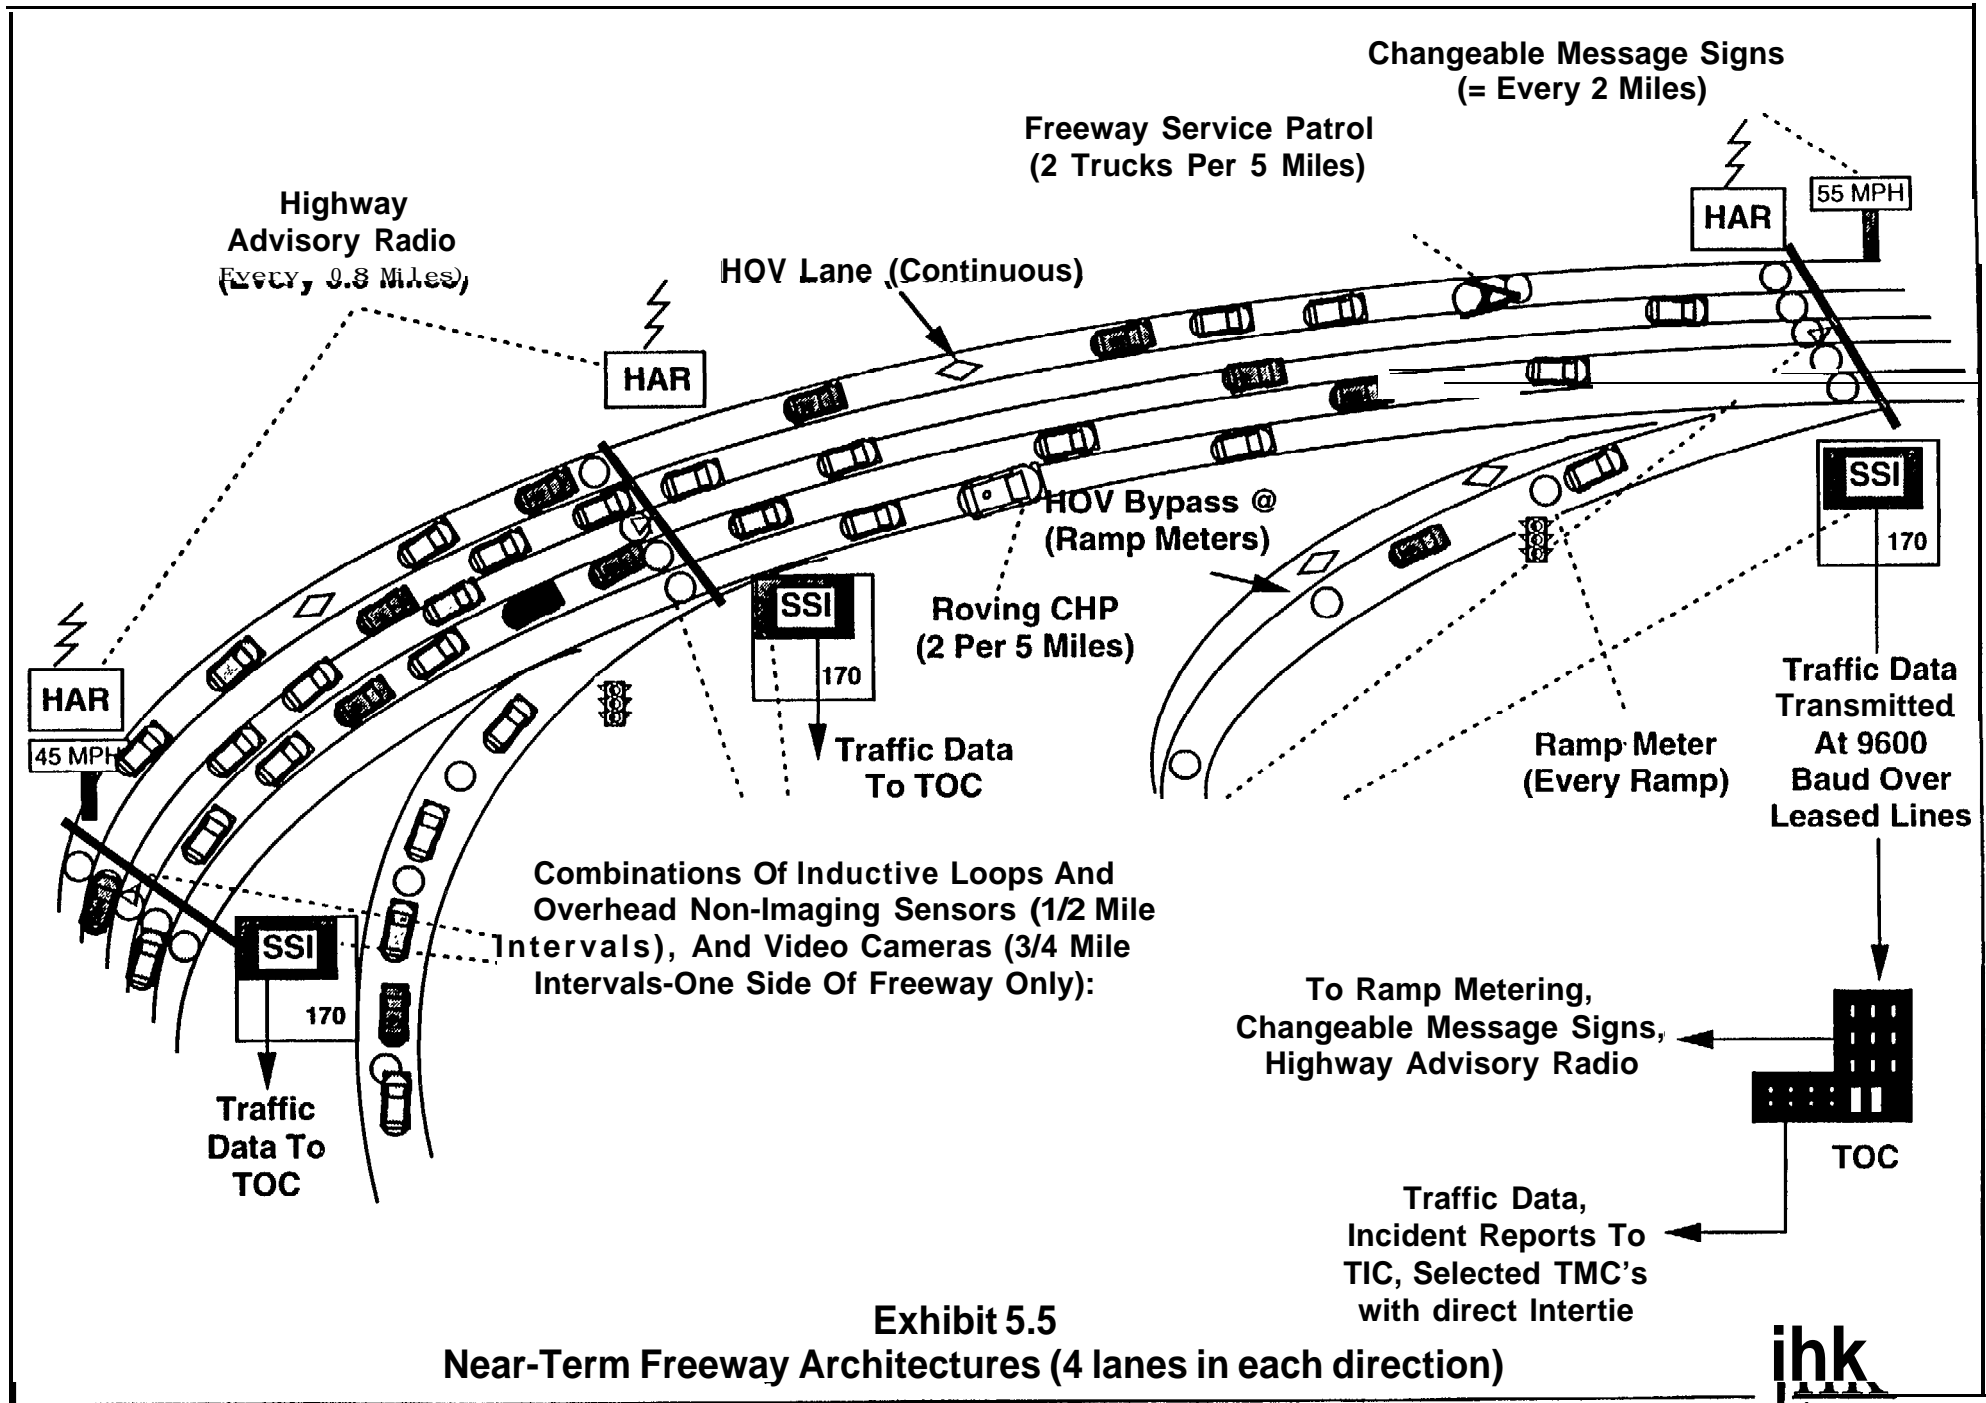 Changeable Message Signs
(= Every 2 Miles)
Freeway Service Patrol
(2 Trucks Per 5 Miles)
HAR
55 MPH
Highway
Advisory Radio
(Every, 0.8 Miles),
HOV Lane (Continuous)
HAR
SSI
170
HOV Bypass @
(Ramp Meters)
SSI
170
Roving CHP
(2 Per 5 Miles)
HAR
45 MPH
Traffic Data
To TOC
Ramp Meter
(Every Ramp)
Traffic Data
Transmitted
At 9600
Baud Over
Leased Lines
Combinations Of Inductive Loops And
Overhead Non-Imaging Sensors (1/2 Mile
Intervals), And Video Cameras (3/4 Mile
Intervals-One Side Of Freeway Only):
SSI
170
Traffic
Data To
TOC
To Ramp Metering,
Changeable Message Signs,
Highway Advisory Radio
TOC
Traffic Data,
Incident Reports To
TIC, Selected TMC's
with direct Intertie
Exhibit 5.5
Near-Term Freeway Architectures (4 lanes in each direction)
jhk